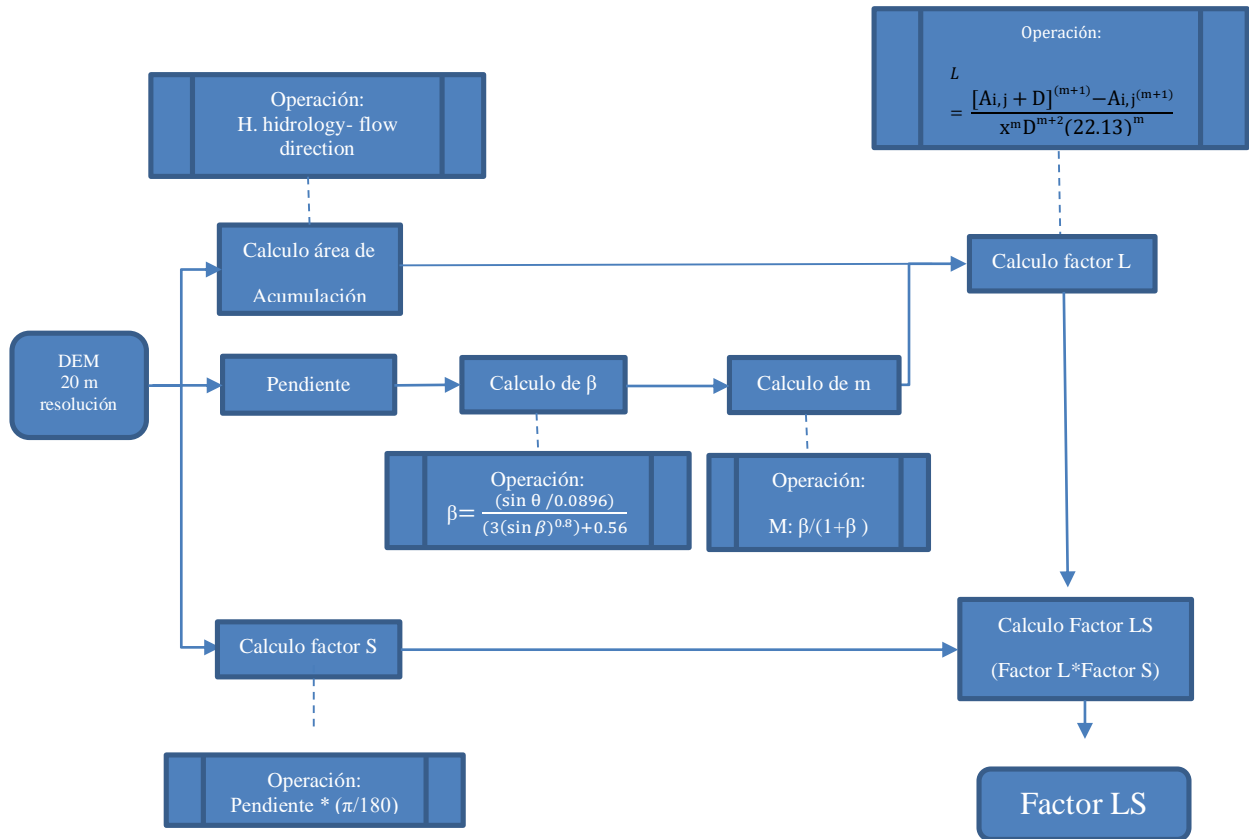 Operación:
L
= [Ai,j + D]^(m+1) −Ai,j^(m+1) / x^m D^m+2 (22.13)^m
Operación:
H. hidrology- flow
direction
Calculo área de
Acumulación
Calculo factor L
DEM
20 m
resolución
Pendiente
Calculo de β
Calculo de m
Operación:
β= (sin θ /0.0896) / (3(sin β)^0.8)+0.56
Operación:
M: β/(1+β )
Calculo factor S
Calculo Factor LS
(Factor L*Factor S)
Operación:
Pendiente * (π/180)
Factor LS